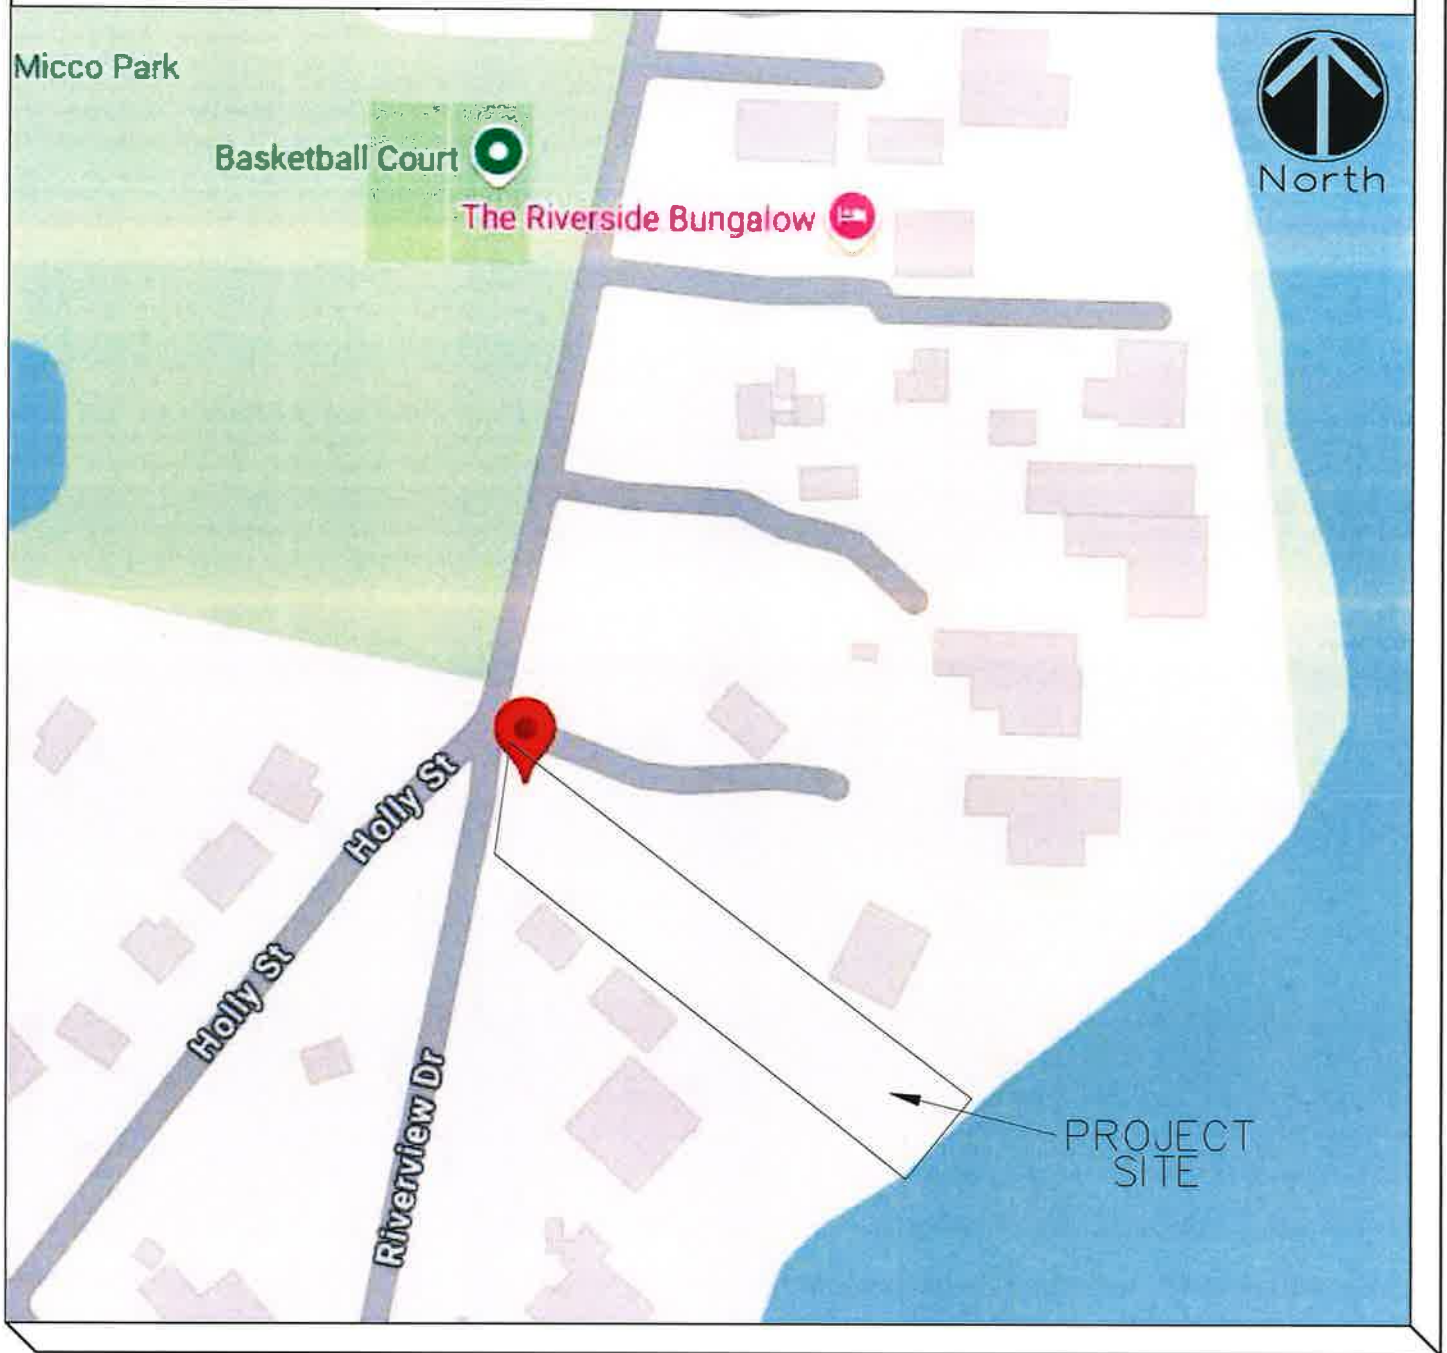 Micco Park
Basketball Court
North
The Riverside Bungalow
Holly St
Holly St
Riverview Dr
PROJECT
SITE